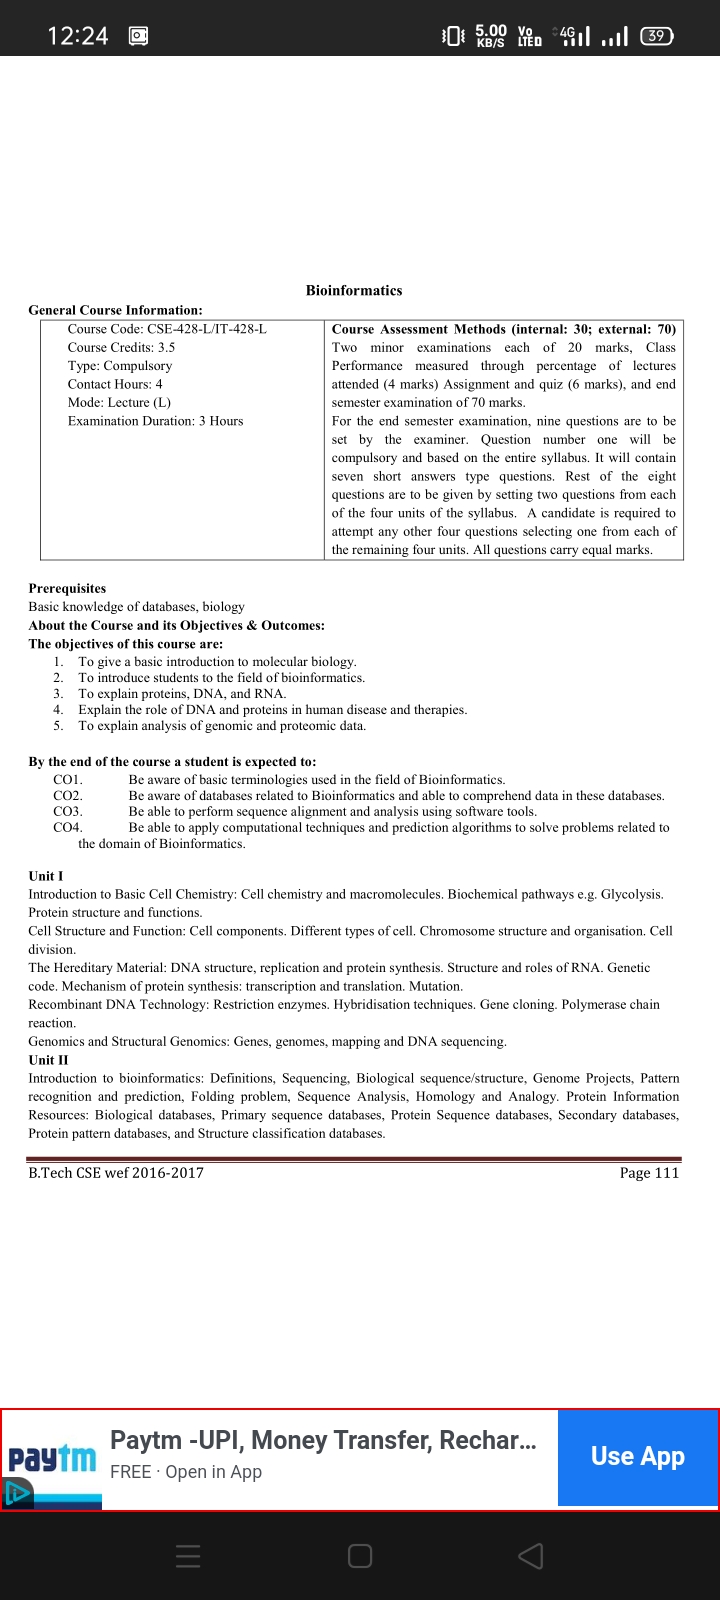 12:24
5.00 KB/S
Vo LTE
4G
39
Bioinformatics
General Course Information:
Course Code: CSE-428-L/IT-428-L
Course Credits: 3.5
Type: Compulsory
Contact Hours: 4
Mode: Lecture (L)
Examination Duration: 3 Hours
Course Assessment Methods (internal: 30; external: 70)
Two minor examinations each of 20 marks, Class
Performance measured through percentage of lectures
attended (4 marks) Assignment and quiz (6 marks), and end
semester examination of 70 marks.
For the end semester examination, nine questions are to be
set by the examiner. Question number one will be
compulsory and based on the entire syllabus. It will contain
seven short answers type questions. Rest of the eight
questions are to be given by setting two questions from each
of the four units of the syllabus. A candidate is required to
attempt any other four questions selecting one from each of
the remaining four units. All questions carry equal marks.
Prerequisites
Basic knowledge of databases, biology
About the Course and its Objectives & Outcomes:
The objectives of this course are:
1. To give a basic introduction to molecular biology.
2. To introduce students to the field of bioinformatics.
3. To explain proteins, DNA, and RNA.
4. Explain the role of DNA and proteins in human disease and therapies.
5. To explain analysis of genomic and proteomic data.
By the end of the course a student is expected to:
CO1. Be aware of basic terminologies used in the field of Bioinformatics.
CO2. Be aware of databases related to Bioinformatics and able to comprehend data in these databases.
CO3. Be able to perform sequence alignment and analysis using software tools.
CO4. Be able to apply computational techniques and prediction algorithms to solve problems related to
the domain of Bioinformatics.
Unit I
Introduction to Basic Cell Chemistry: Cell chemistry and macromolecules. Biochemical pathways e.g. Glycolysis.
Protein structure and functions.
Cell Structure and Function: Cell components. Different types of cell. Chromosome structure and organisation. Cell
division.
The Hereditary Material: DNA structure, replication and protein synthesis. Structure and roles of RNA. Genetic
code. Mechanism of protein synthesis: transcription and translation. Mutation.
Recombinant DNA Technology: Restriction enzymes. Hybridisation techniques. Gene cloning. Polymerase chain
reaction.
Genomics and Structural Genomics: Genes, genomes, mapping and DNA sequencing.
Unit II
Introduction to bioinformatics: Definitions, Sequencing, Biological sequence/structure, Genome Projects, Pattern
recognition and prediction, Folding problem, Sequence Analysis, Homology and Analogy. Protein Information
Resources: Biological databases, Primary sequence databases, Protein Sequence databases, Secondary databases,
Protein pattern databases, and Structure classification databases.
B.Tech CSE wef 2016-2017
Page 111
paytm
Paytm -UPI, Money Transfer, Rechar...
FREE · Open in App
Use App